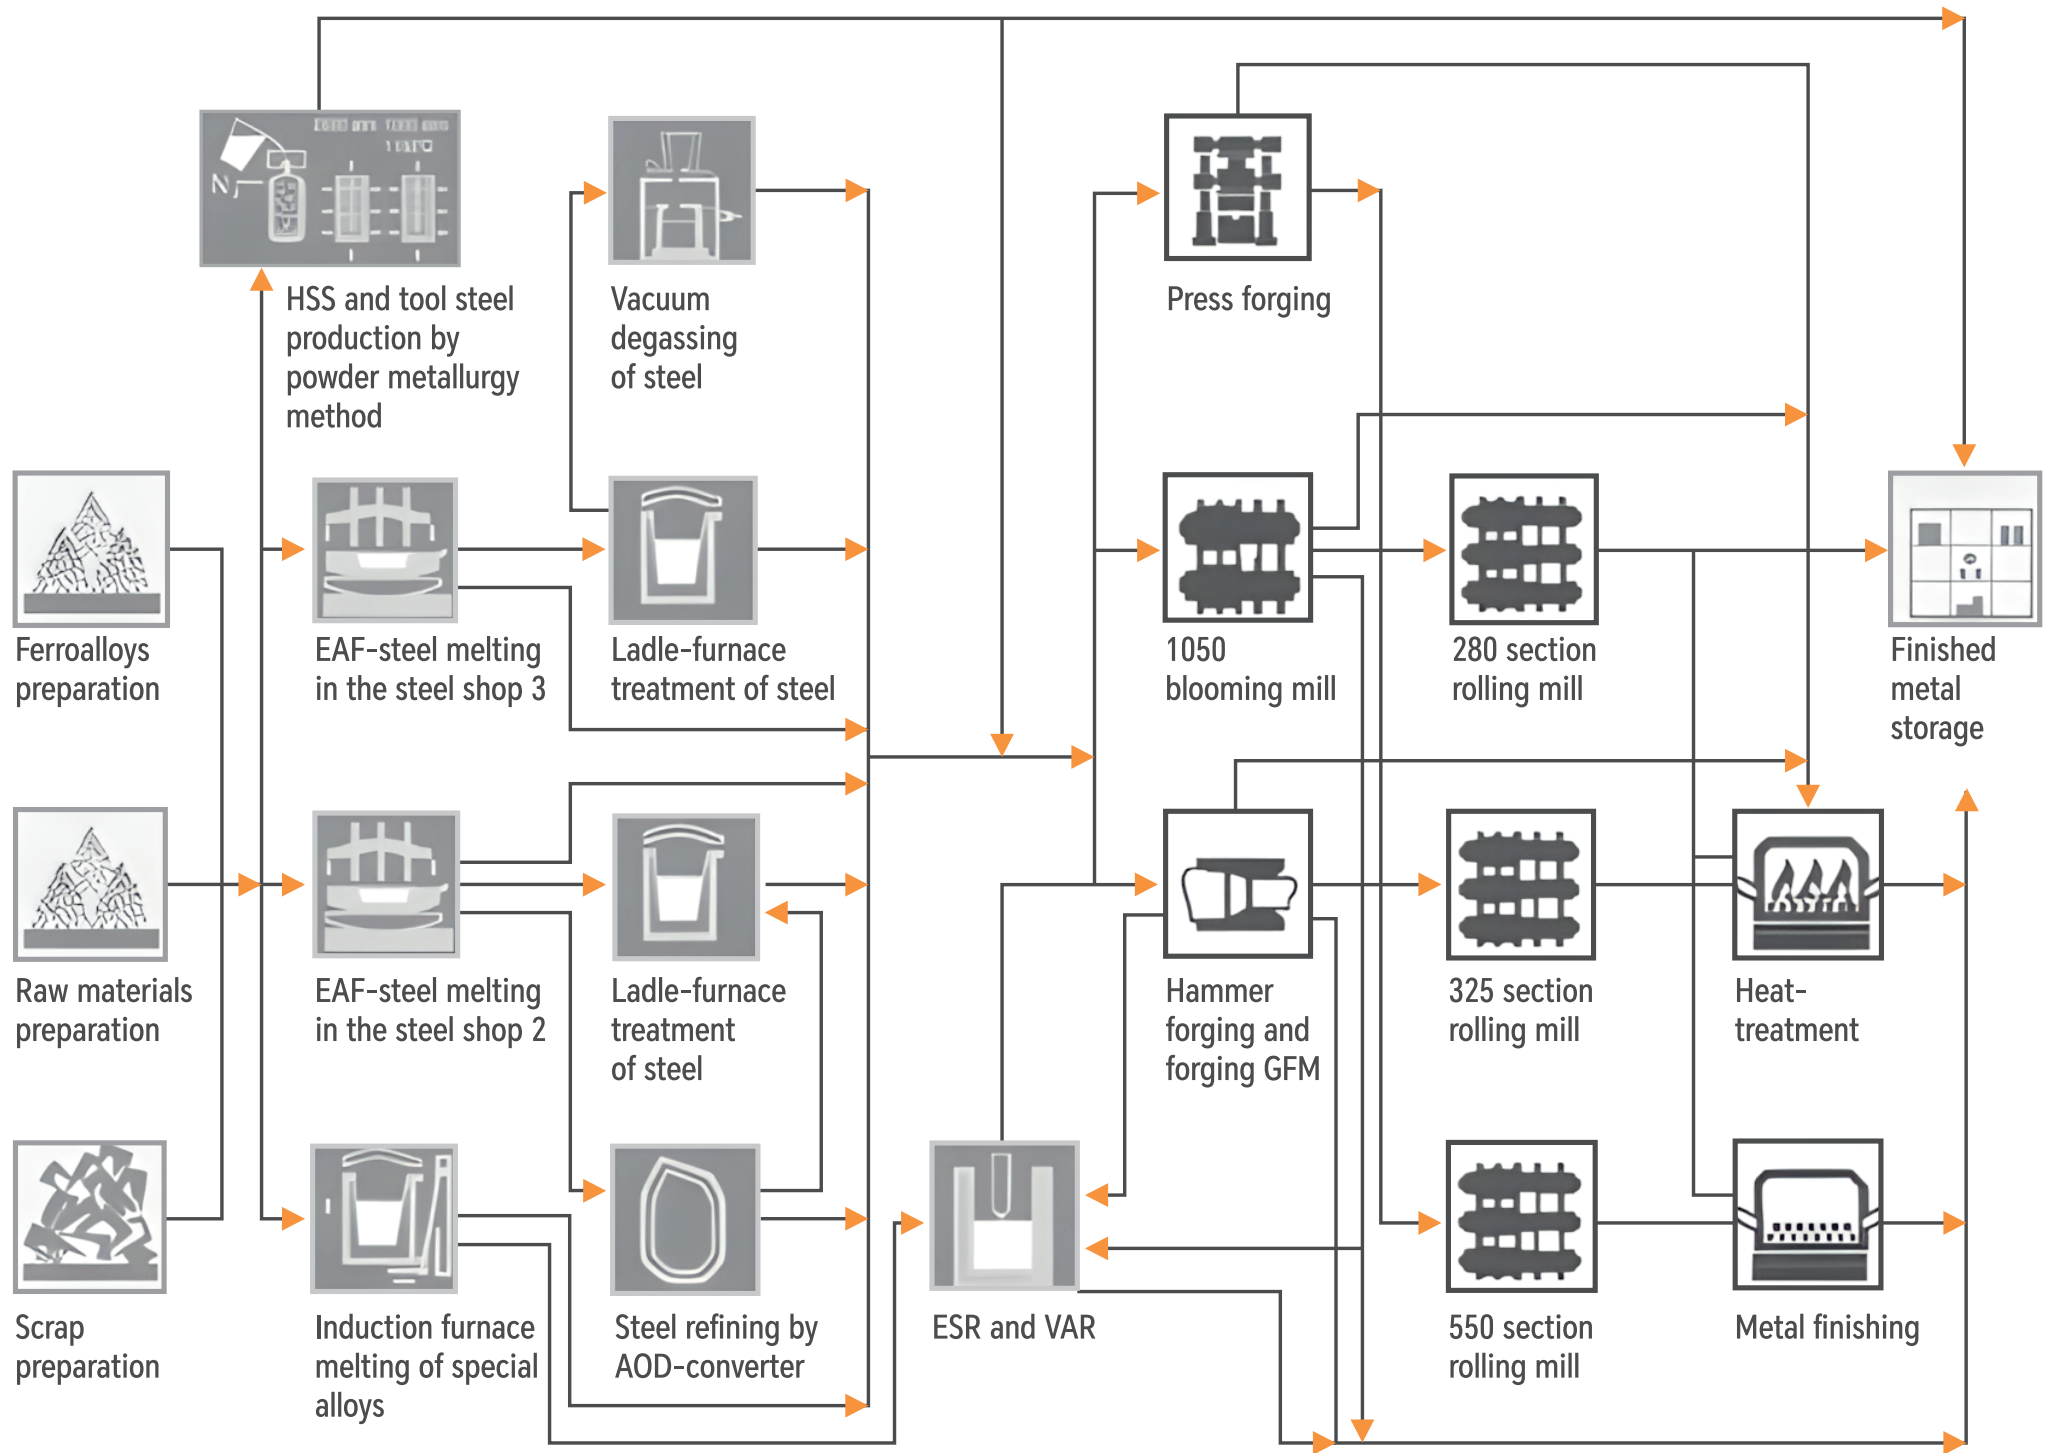 HSS and tool steel
production by
powder metallurgy
method
Vacuum
degassing
of steel
Press forging
Ferroalloys
preparation
EAF-steel melting
in the steel shop 3
Ladle-furnace
treatment of steel
1050
blooming mill
280 section
rolling mill
Finished
metal
storage
Raw materials
preparation
EAF-steel melting
in the steel shop 2
Ladle-furnace
treatment
of steel
Hammer
forging and
forging GFM
325 section
rolling mill
Heat-
treatment
Scrap
preparation
Induction furnace
melting of special
alloys
Steel refining by
AOD-converter
ESR and VAR
550 section
rolling mill
Metal finishing